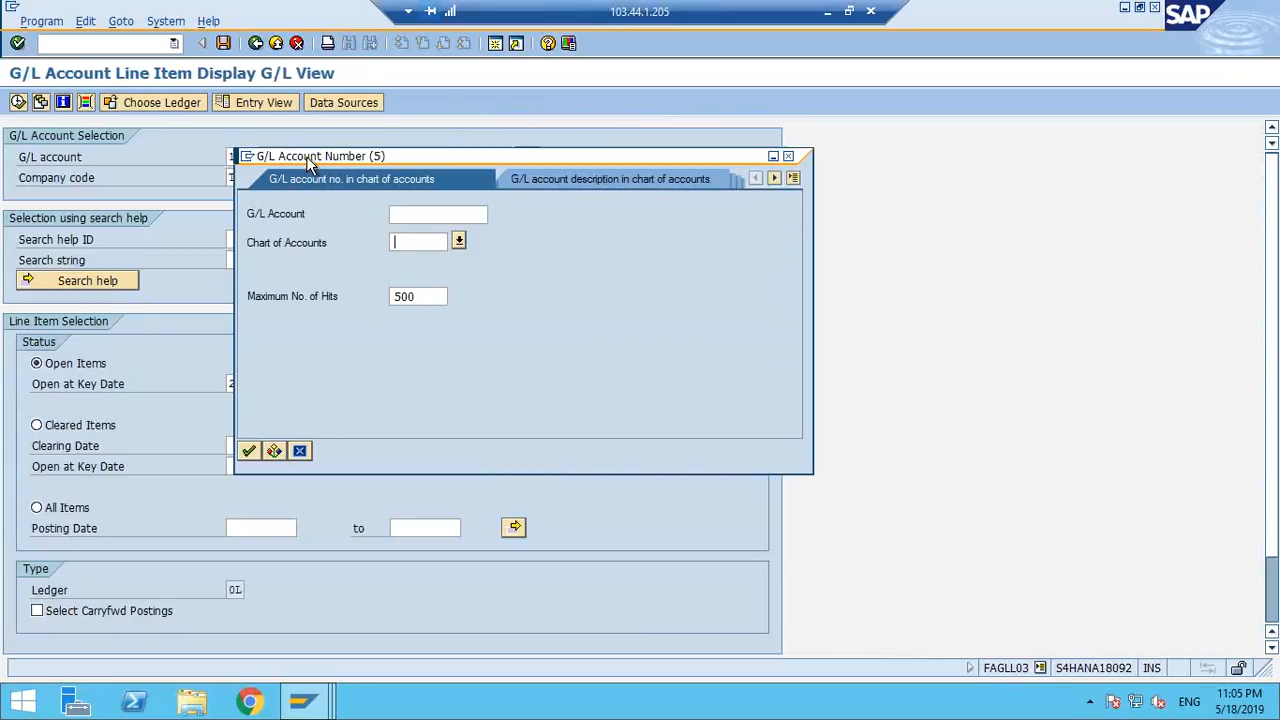 103.44.1.205
Program Edit Goto System Help
SAP
G/L Account Line Item Display G/L View
Choose Ledger Entry View Data Sources
G/L Account Selection
G/L account 1
Company code
G/L Account Number (5)
G/L account no. in chart of accounts G/L account description in chart of accounts
G/L Account
Chart of Accounts
Maximum No. of Hits 500
Selection using search help
Search help ID
Search string
Search help
Line Item Selection
Status
Open Items
Open at Key Date 2
Cleared Items
Clearing Date
Open at Key Date
All Items
Posting Date to
Type
Ledger 0L
Select Carryfwd Postings
FAGLL03 S4HANA18092 INS
ENG 11:05 PM
5/18/2019